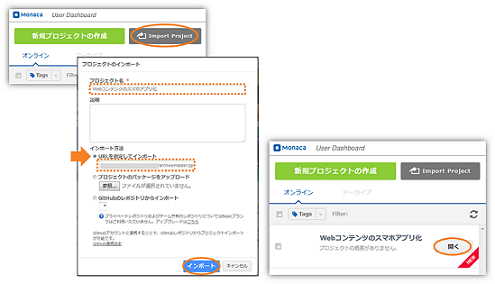 Monaca User Dashboard
新規プロジェクトの作成
Import Project
オンライン
アーカイブ
Tags
Filter:
プロジェクトのインポート
プロジェクト名 *
Webコンテンツのスマホアプリ化
説明
インポート方法
URLを指定してインポート
archive/master.zip
プロジェクトのパッケージをアップロード
参照... ファイルが選択されていません。
GitHubのレポジトリからインポート
インポート
キャンセル
Monaca User Dashboard
新規プロジェクトの作成
Import Project
オンライン
アーカイブ
Tags
Filter:
Webコンテンツのスマホアプリ化
プロジェクトの概要がありません。
開く
NEW